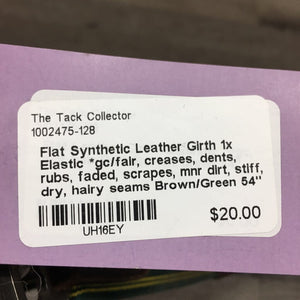 The Tack Collector
1002475-128
Flat Synthetic Leather Girth 1x
Elastic *gc/fair, creases, dents,
rubs, faded, scrapes, mnr dirt, stiff,
dry, hairy seams Brown/Green 54"
$20.00
UH16EY